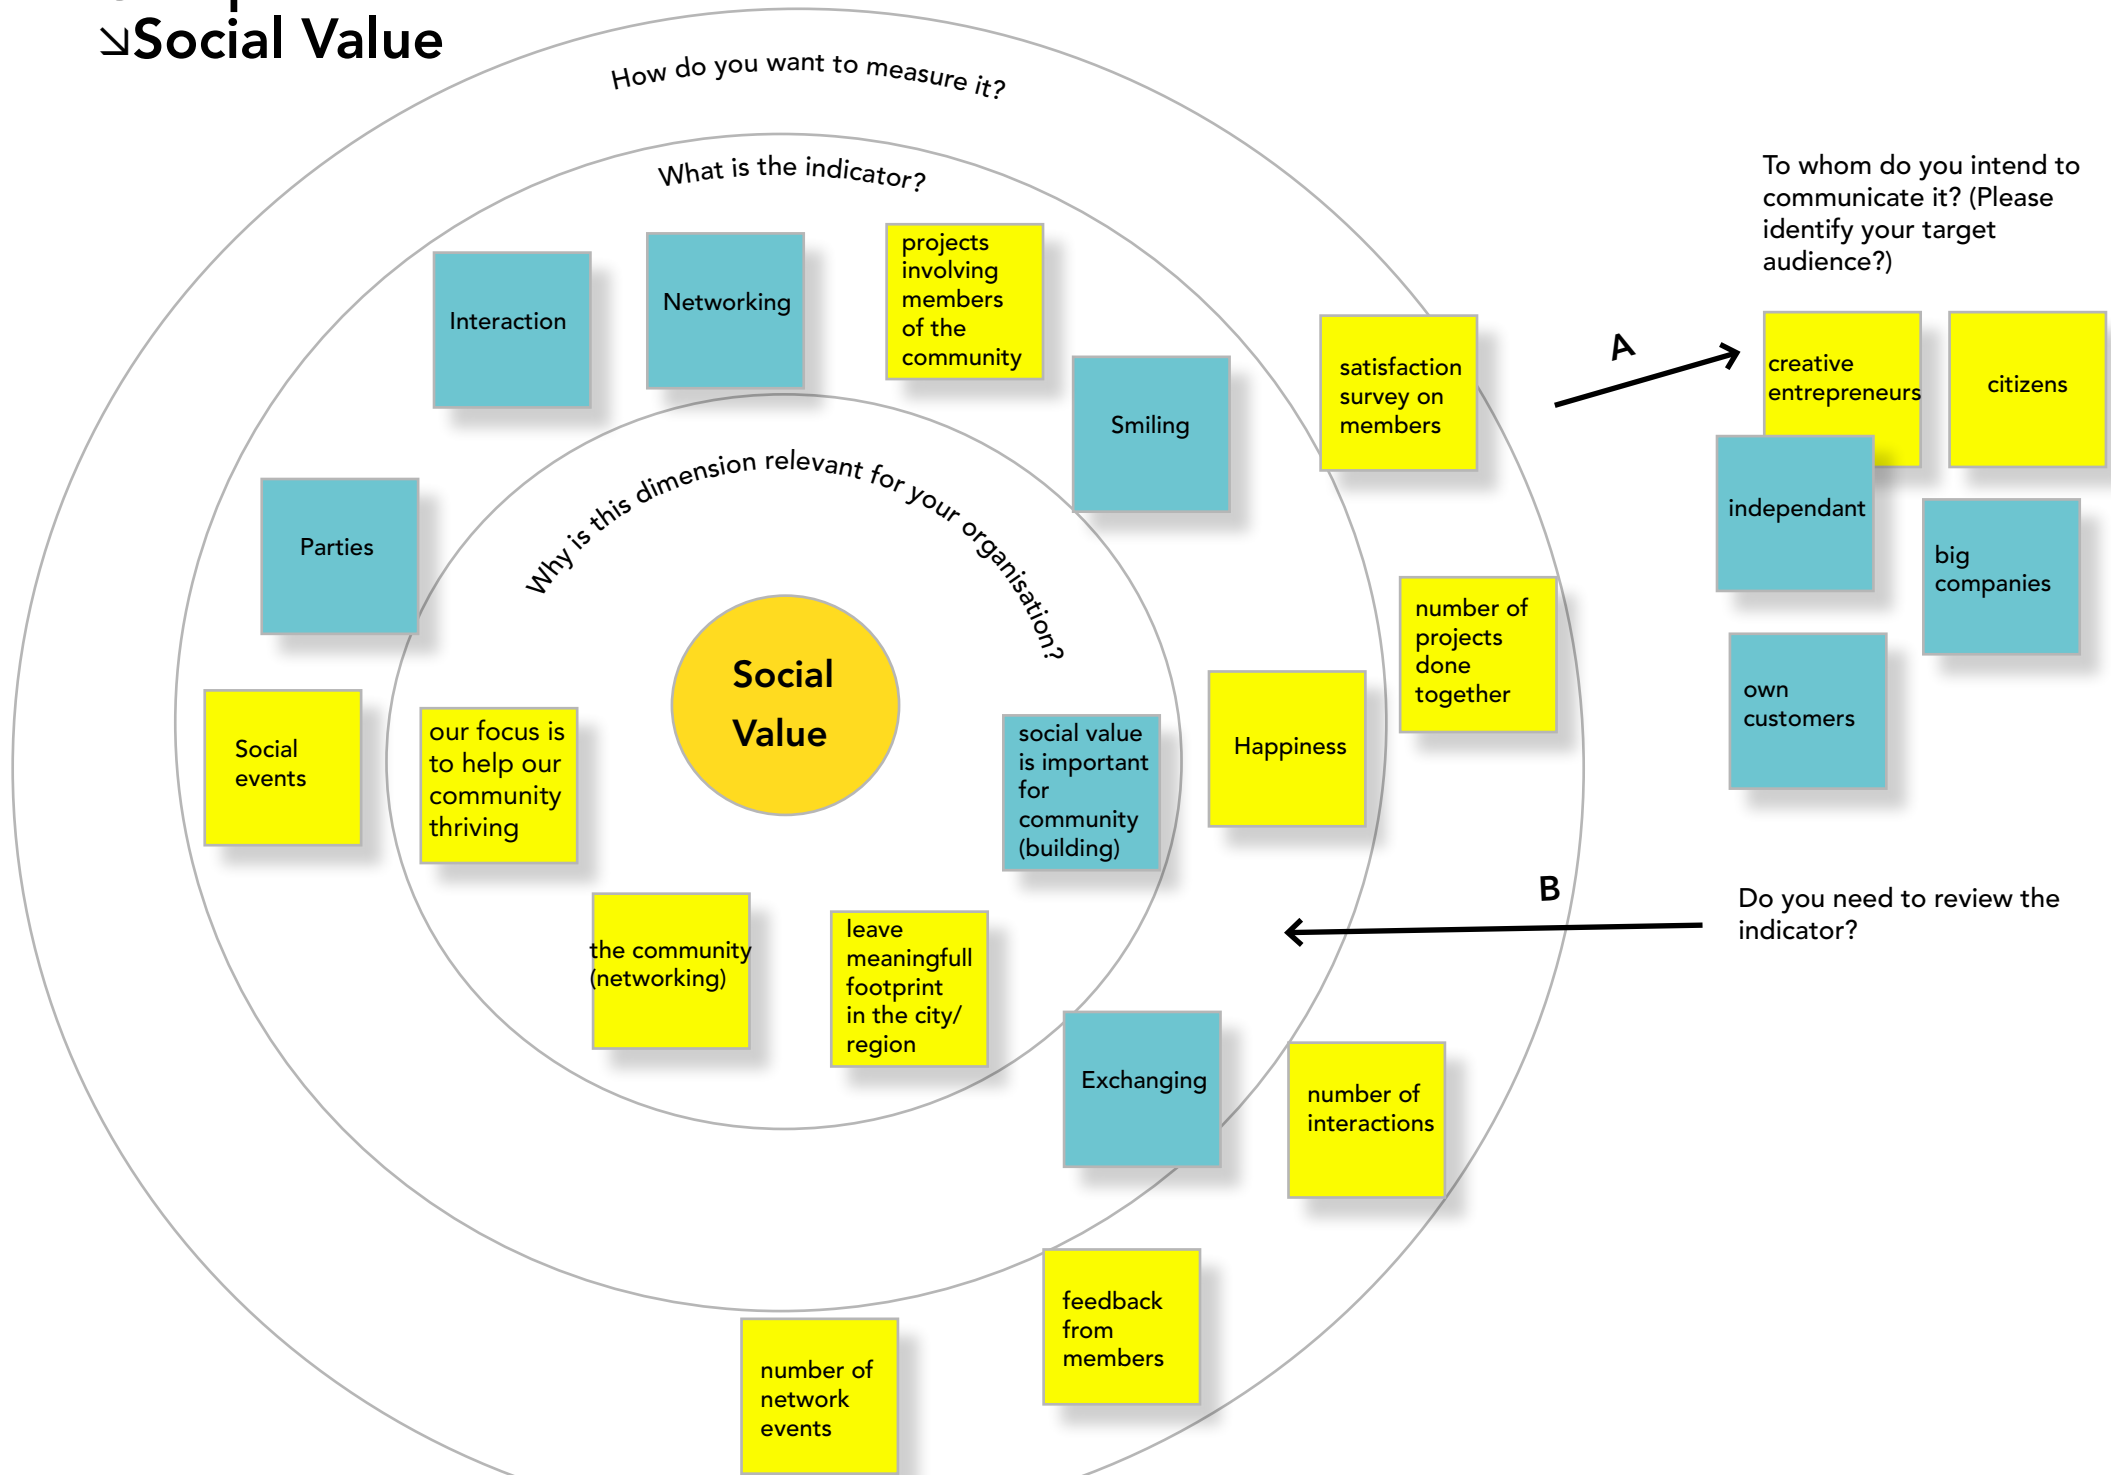 ↘Social Value
How do you want to measure it?
What is the indicator?
To whom do you intend to
communicate it? (Please
identify your target
audience?)
Interaction
Networking
projects
involving
members
of the
community
Smiling
satisfaction
survey on
members
A
creative
entrepreneurs
citizens
independant
big
companies
own
customers
Why is this dimension relevant for your organisation?
Parties
Social
events
our focus is
to help our
community
thriving
Social
Value
social value
is important
for
community
(building)
Happiness
number of
projects
done
together
the community
(networking)
leave
meaningfull
footprint
in the city/
region
B
Do you need to review the
indicator?
Exchanging
number of
interactions
feedback
from
members
number of
network
events